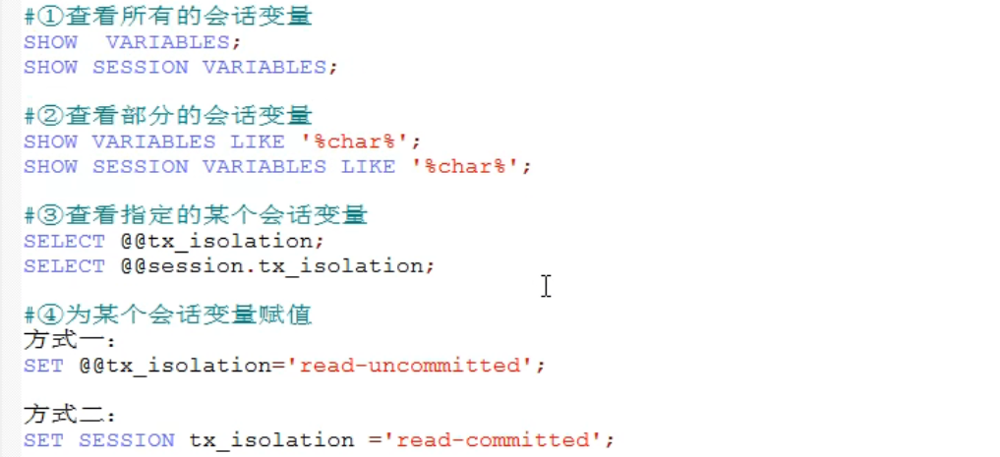 #①查看所有的会话变量
SHOW  VARIABLES;
SHOW SESSION VARIABLES;
#②查看部分的会话变量
SHOW VARIABLES LIKE '%char%';
SHOW SESSION VARIABLES LIKE '%char%';
#③查看指定的某个会话变量
SELECT @@tx_isolation;
SELECT @@session.tx_isolation;
#④为某个会话变量赋值
方式一：
SET @@tx_isolation='read-uncommitted';
方式二：
SET SESSION tx_isolation ='read-committed';